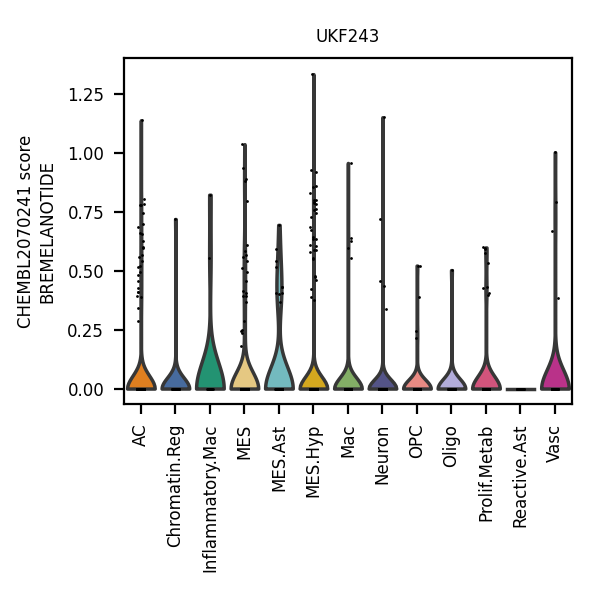 UKF243
CHEMBL2070241 score
BREMELANOTIDE
1.25
1.00
0.75
0.50
0.25
0.00
AC
Chromatin.Reg
Inflammatory.Mac
MES
MES.Ast
MES.Hyp
Mac
Neuron
OPC
Oligo
Prolif.Metab
Reactive.Ast
Vasc